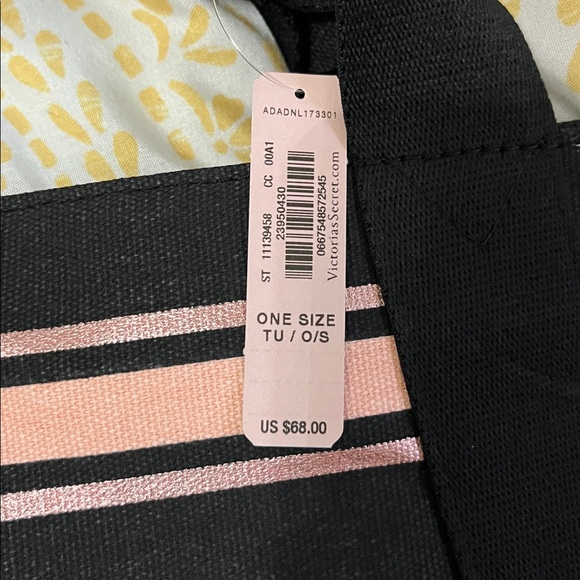 ADADNL173301
ST 11139458 CC 00A1
23950430
0667548572545
VictoriasSecret.com
ONE SIZE
TU / O/S
US $68.00